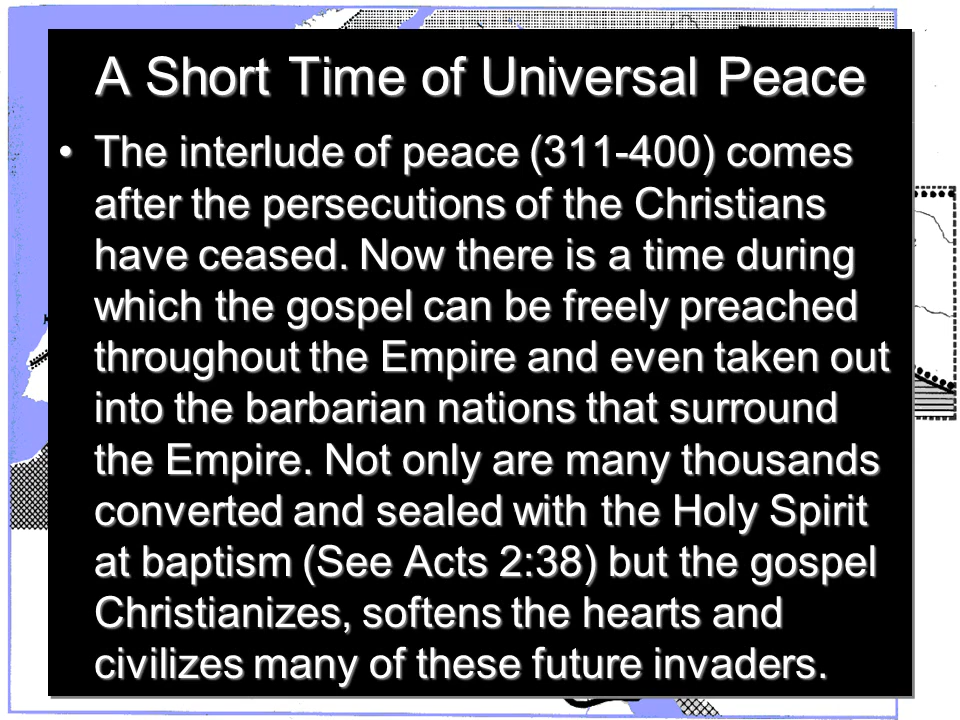 A Short Time of Universal Peace
• The interlude of peace (311-400) comes
after the persecutions of the Christians
have ceased. Now there is a time during
which the gospel can be freely preached
throughout the Empire and even taken out
into the barbarian nations that surround
the Empire. Not only are many thousands
converted and sealed with the Holy Spirit
at baptism (See Acts 2:38) but the gospel
Christianizes, softens the hearts and
civilizes many of these future invaders.